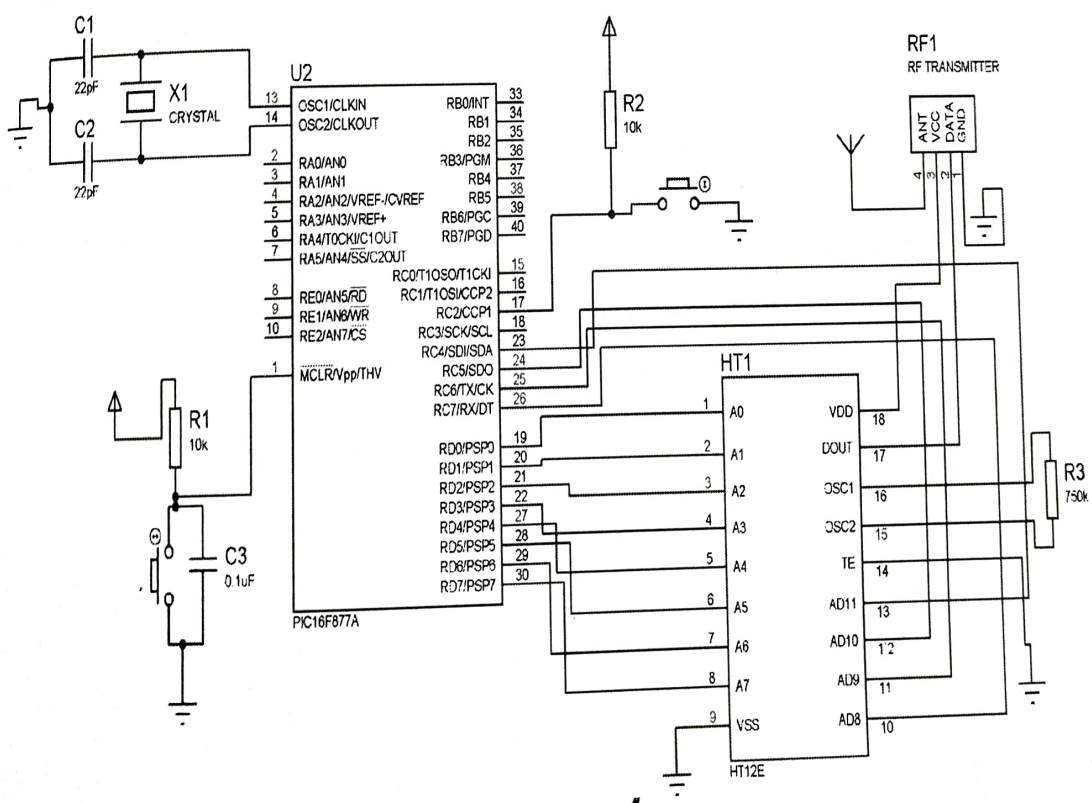 C1
22pF
X1
CRYSTAL
C2
22pF
U2
13 OSC1/CLKIN
14 OSC2/CLKOUT
2 RA0/AN0
3 RA1/AN1
4 RA2/AN2/VREF-/CVREF
5 RA3/AN3/VREF+
6 RA4/T0CKI/C1OUT
7 RA5/AN4/SS/C2OUT
8 RE0/AN5/RD
9 RE1/AN6/WR
10 RE2/AN7/CS
1 MCLR/Vpp/THV
RB0/INT 33
RB1 34
RB2 35
RB3/PGM 36
RB4 37
RB5 38
RB6/PGC 39
RB7/PGD 40
RC0/T1OSO/T1CKI 15
RC1/T1OSI/CCP2 16
RC2/CCP1 17
RC3/SCK/SCL 18
RC4/SDI/SDA 23
RC5/SDO 24
RC6/TX/CK 25
RC7/RX/DT 26
RD0/PSP0 19
RD1/PSP1 20
RD2/PSP2 21
RD3/PSP3 22
RD4/PSP4 27
RD5/PSP5 28
RD6/PSP6 29
RD7/PSP7 30
PIC16F877A
R1
10k
C3
0.1uF
R2
10k
RF1
RF TRANSMITTER
ANT
VCC
DATA
GND
4
3
2
1
HT1
1 A0
2 A1
3 A2
4 A3
5 A4
6 A5
7 A6
8 A7
9 VSS
VDD 18
DOUT 17
OSC1 16
OSC2 15
TE 14
AD11 13
AD10 12
AD9 11
AD8 10
HT12E
R3
750k